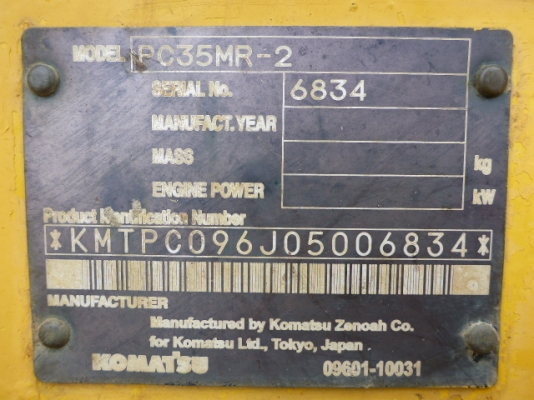 MODEL PC35MR-2
SERIAL No. 6834
MANUFACT.YEAR
MASS kg
ENGINE POWER kW
Product Identification Number
*KMTPC096J05006834*
MANUFACTURER
Manufactured by Komatsu Zenoah Co.
for Komatsu Ltd., Tokyo, Japan
KOMATSU 09601-10031